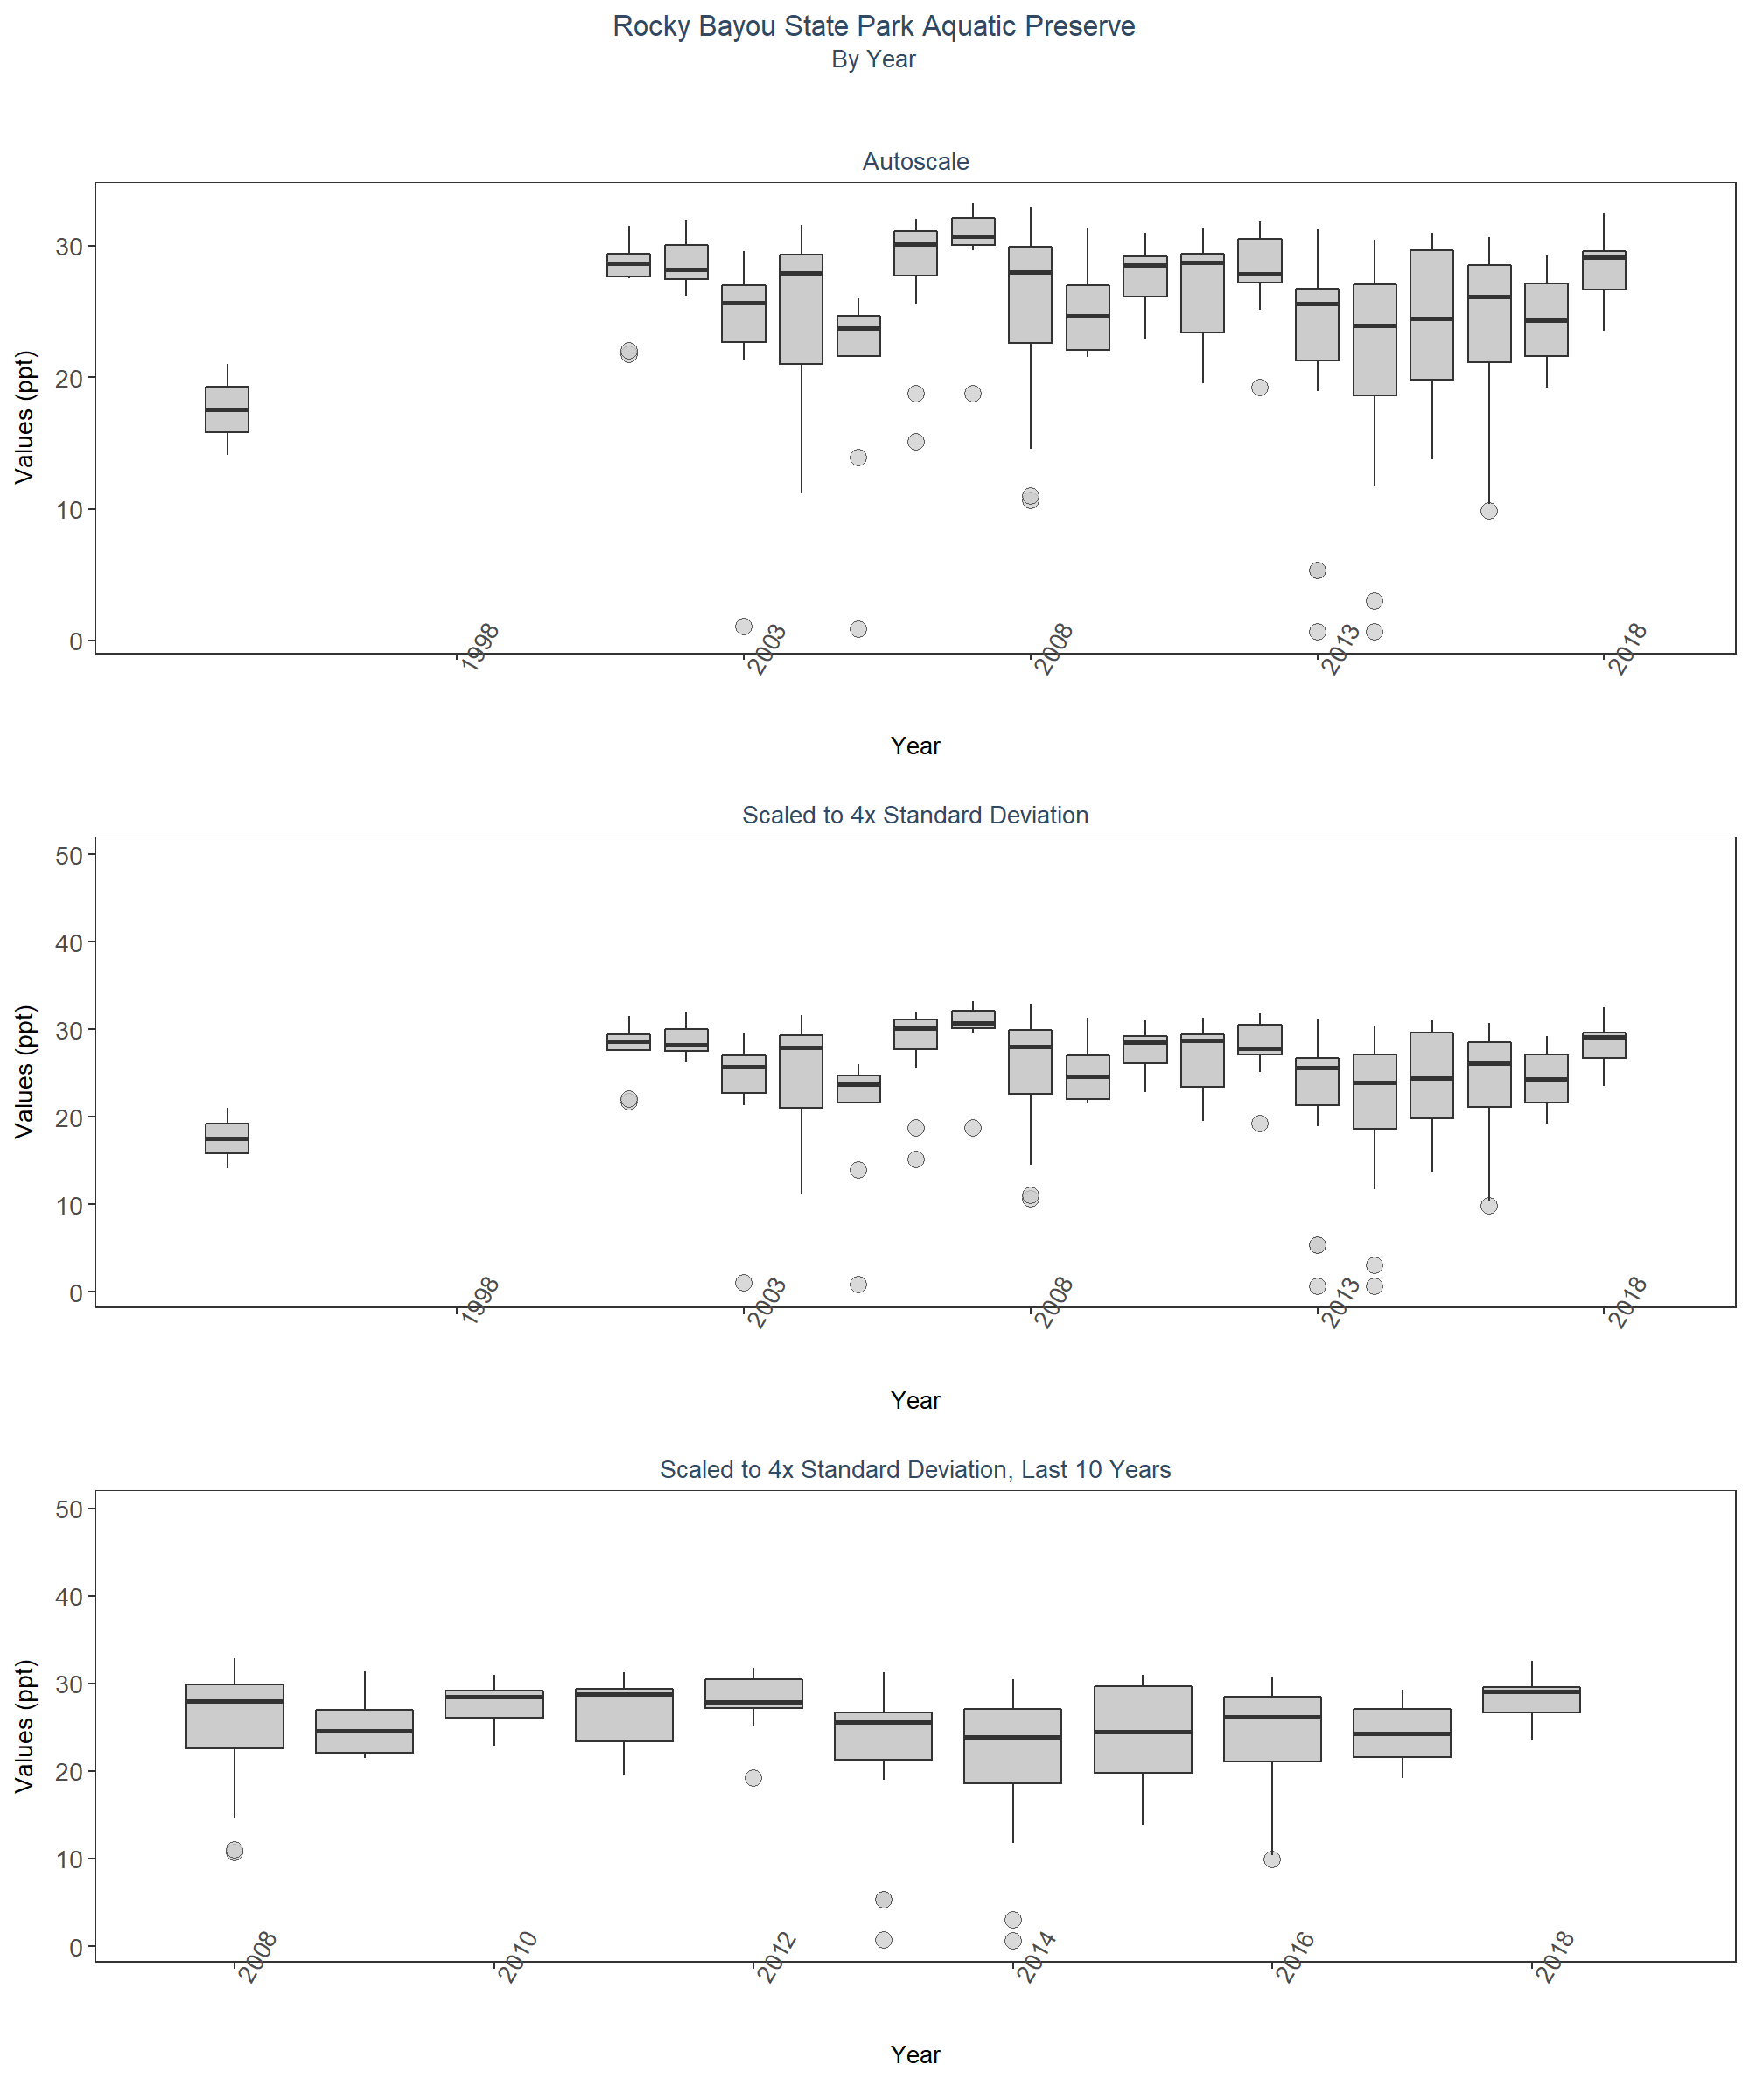 Rocky Bayou State Park Aquatic Preserve
By Year
Autoscale
Values (ppt)
30
20
10
0
1998
2003
2008
2013
2018
Year
Scaled to 4x Standard Deviation
Values (ppt)
50
40
30
20
10
0
1998
2003
2008
2013
2018
Year
Scaled to 4x Standard Deviation, Last 10 Years
Values (ppt)
50
40
30
20
10
0
2008
2010
2012
2014
2016
2018
Year